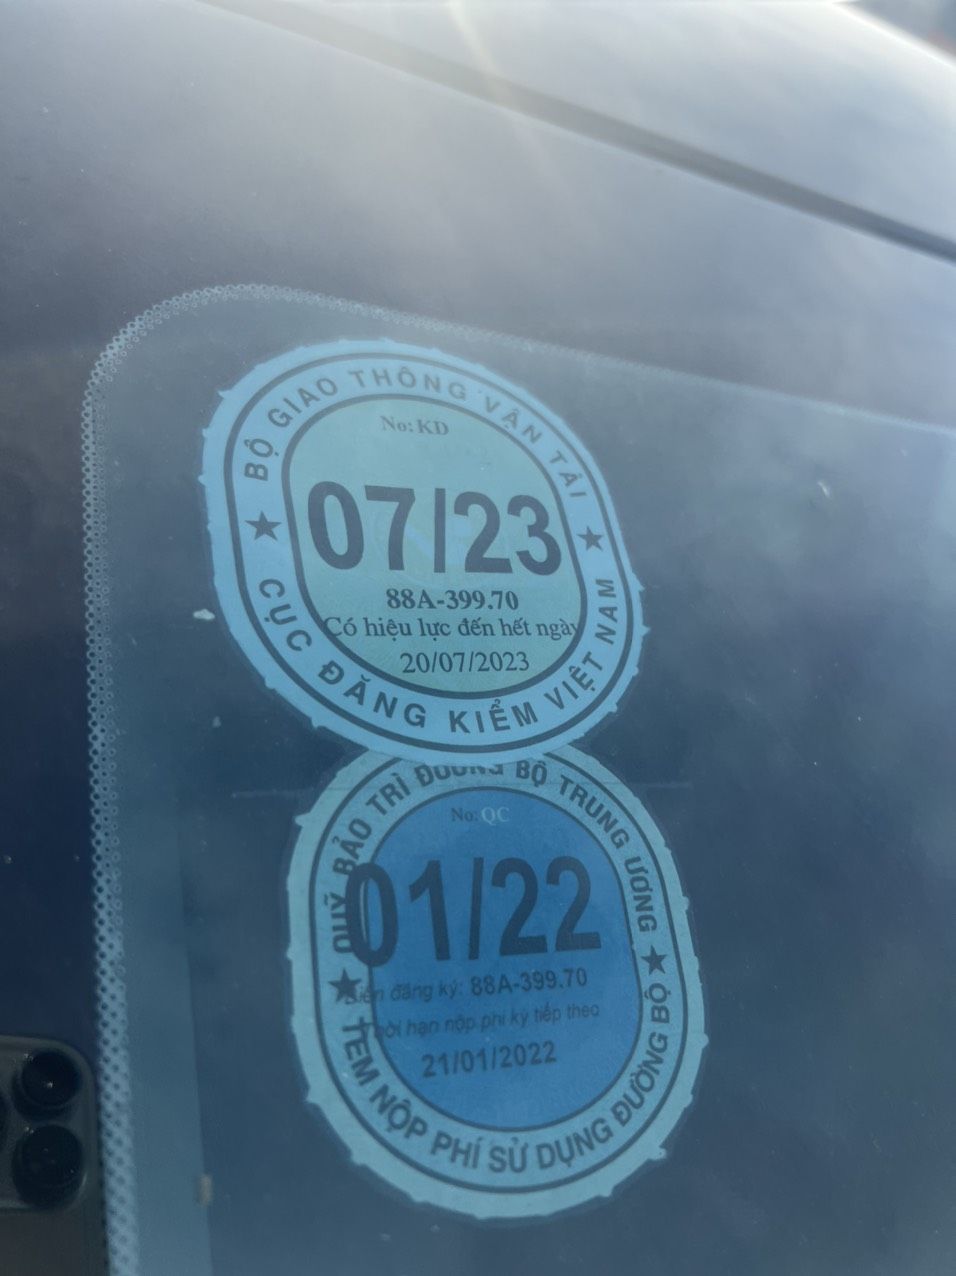 BỘ GIAO THÔNG VẬN TẢI
No: KD
07/23
88A-399.70
Có hiệu lực đến hết ngày
20/07/2023
CỤC ĐĂNG KIỂM VIỆT NAM
QUỸ BẢO TRÌ ĐƯỜNG BỘ TRUNG ƯƠNG
No: QC
01/22
Biển đăng ký: 88A-399.70
Thời hạn nộp phí kỳ tiếp theo
21/01/2022
TEM NỘP PHÍ SỬ DỤNG ĐƯỜNG BỘ